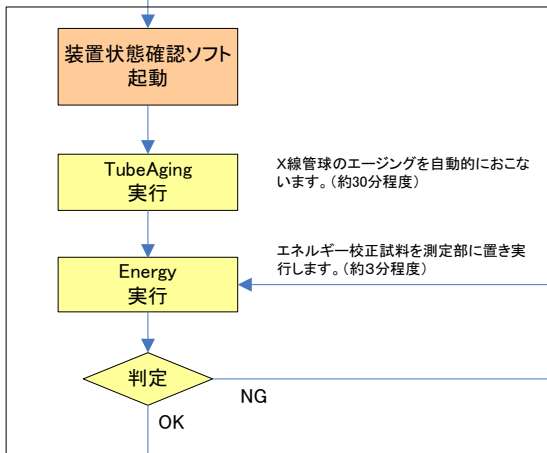 装置状態確認ソフト
起動
TubeAging
実行
X線管球のエージングを自動的におこな
います。(約30分程度)
Energy
実行
エネルギー校正試料を測定部に置き実
行します。(約3分程度)
判定
NG
OK